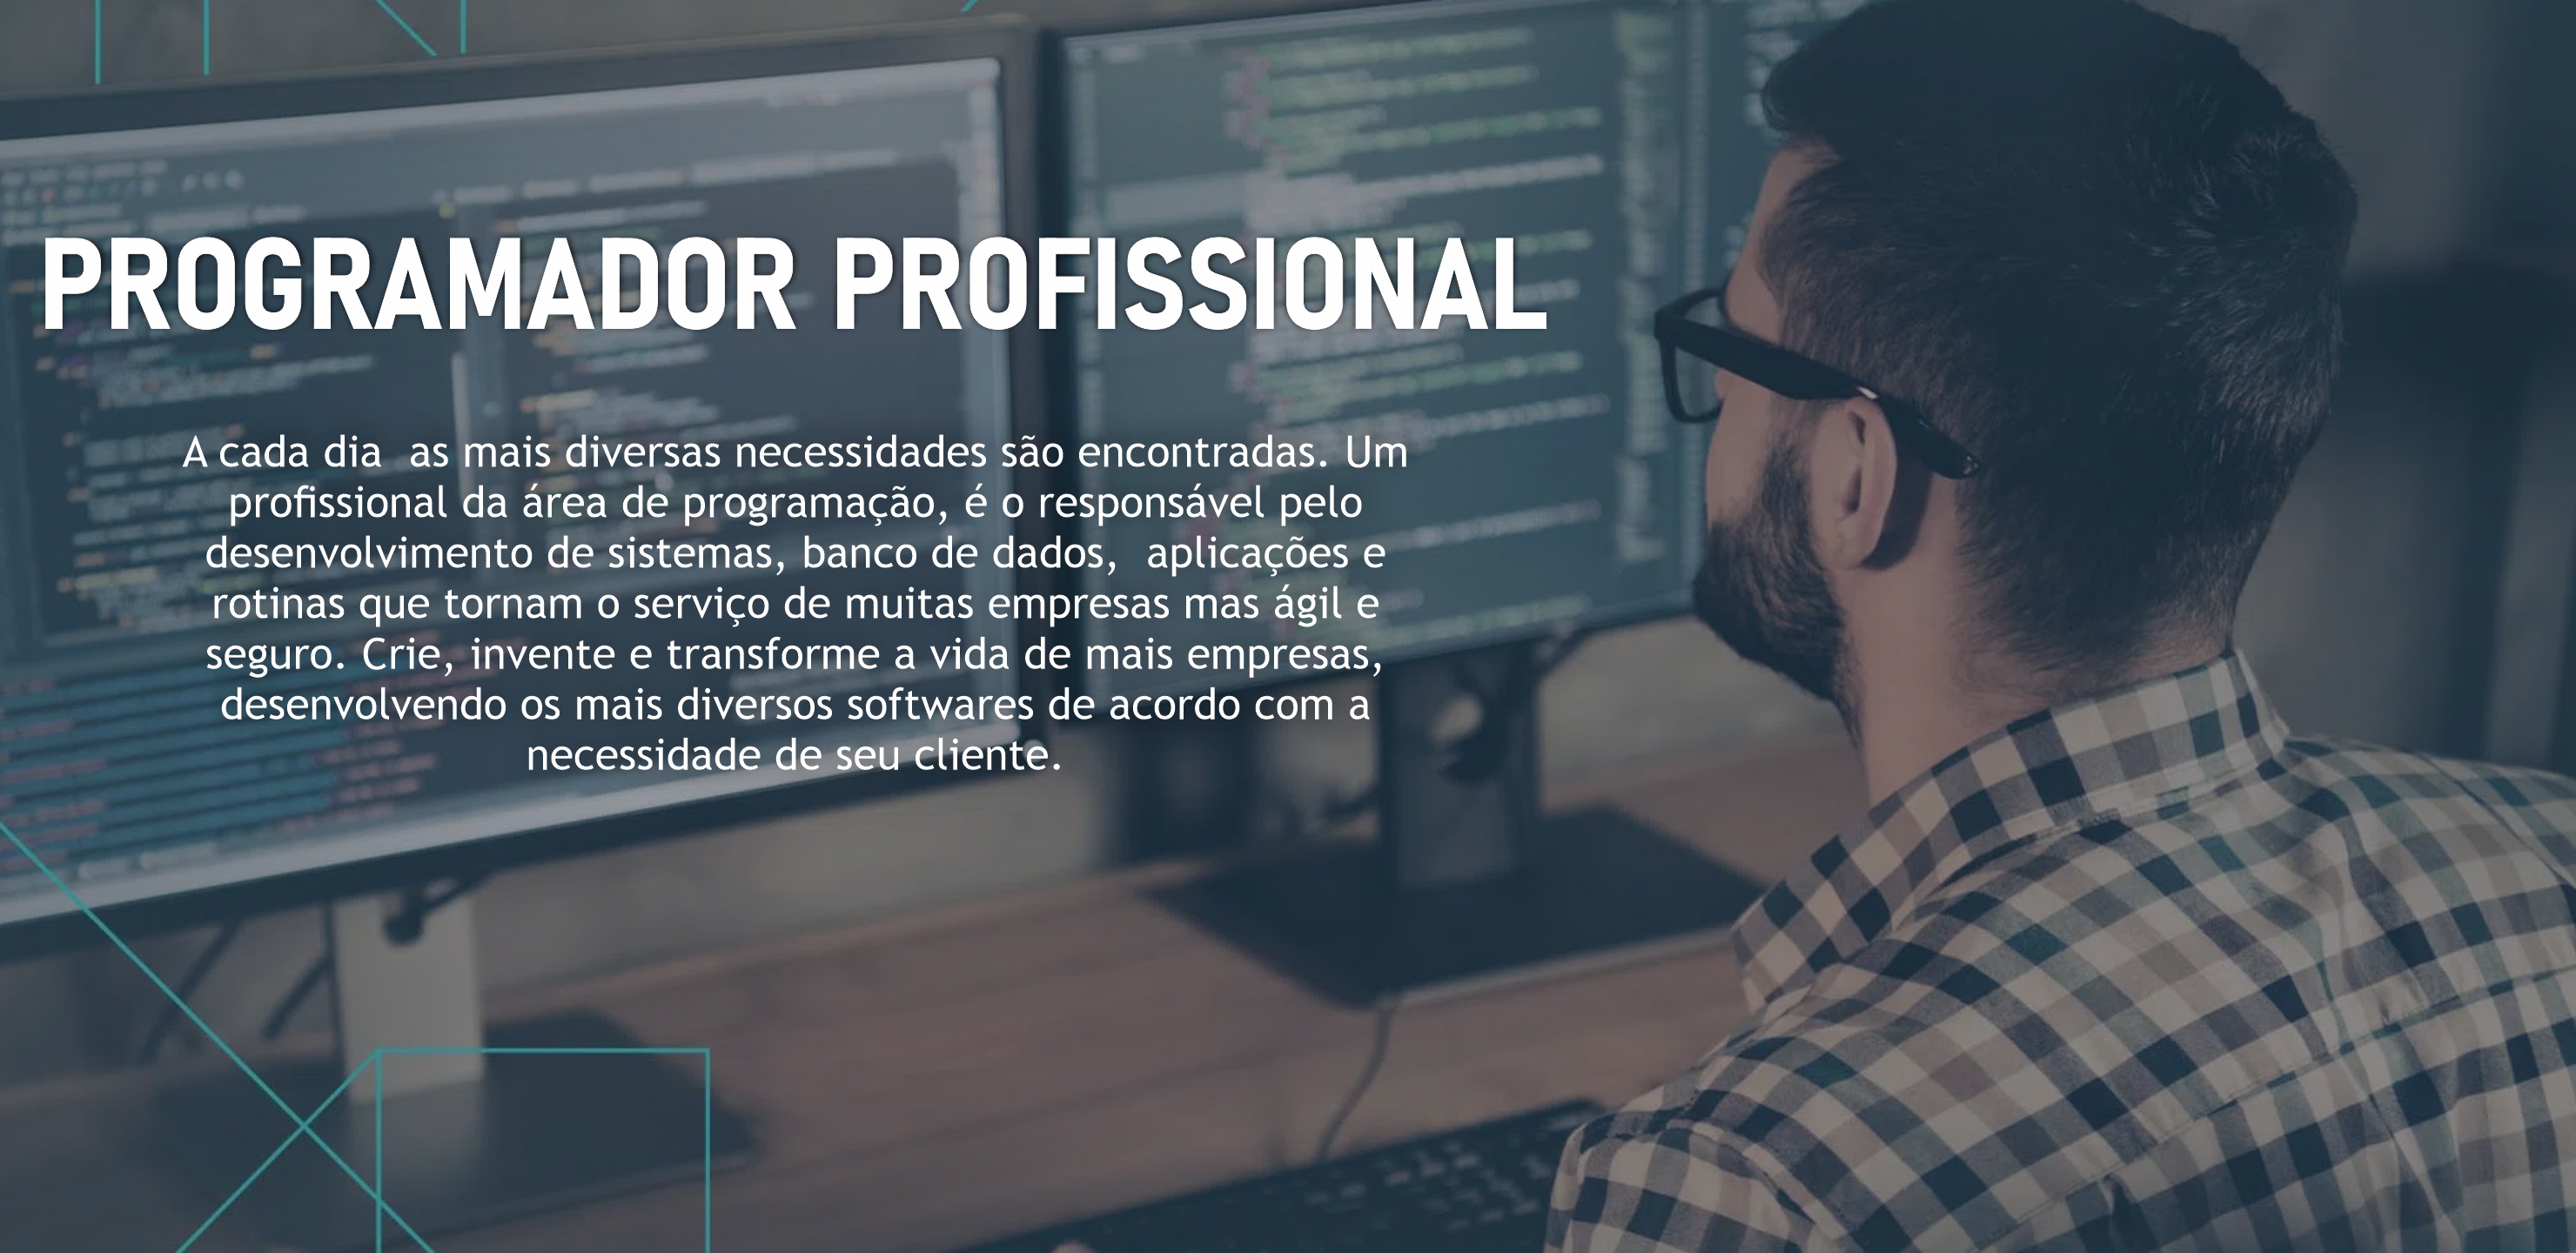 PROGRAMADOR PROFISSIONAL
A cada dia  as mais diversas necessidades são encontradas. Um
profissional da área de programação, é o responsável pelo
desenvolvimento de sistemas, banco de dados,  aplicações e
rotinas que tornam o serviço de muitas empresas mas ágil e
seguro. Crie, invente e transforme a vida de mais empresas,
desenvolvendo os mais diversos softwares de acordo com a
necessidade de seu cliente.